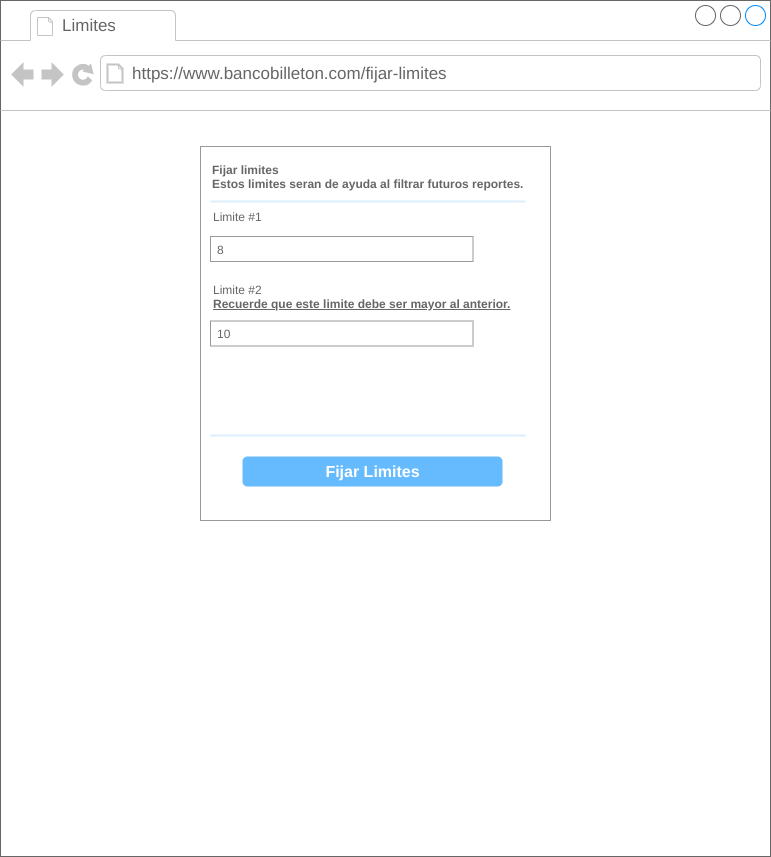 Limites
https://www.bancobilleton.com/fijar-limites
Fijar limites
Estos limites seran de ayuda al filtrar futuros reportes.
Limite #1
8
Limite #2
Recuerde que este limite debe ser mayor al anterior.
10
Fijar Limites